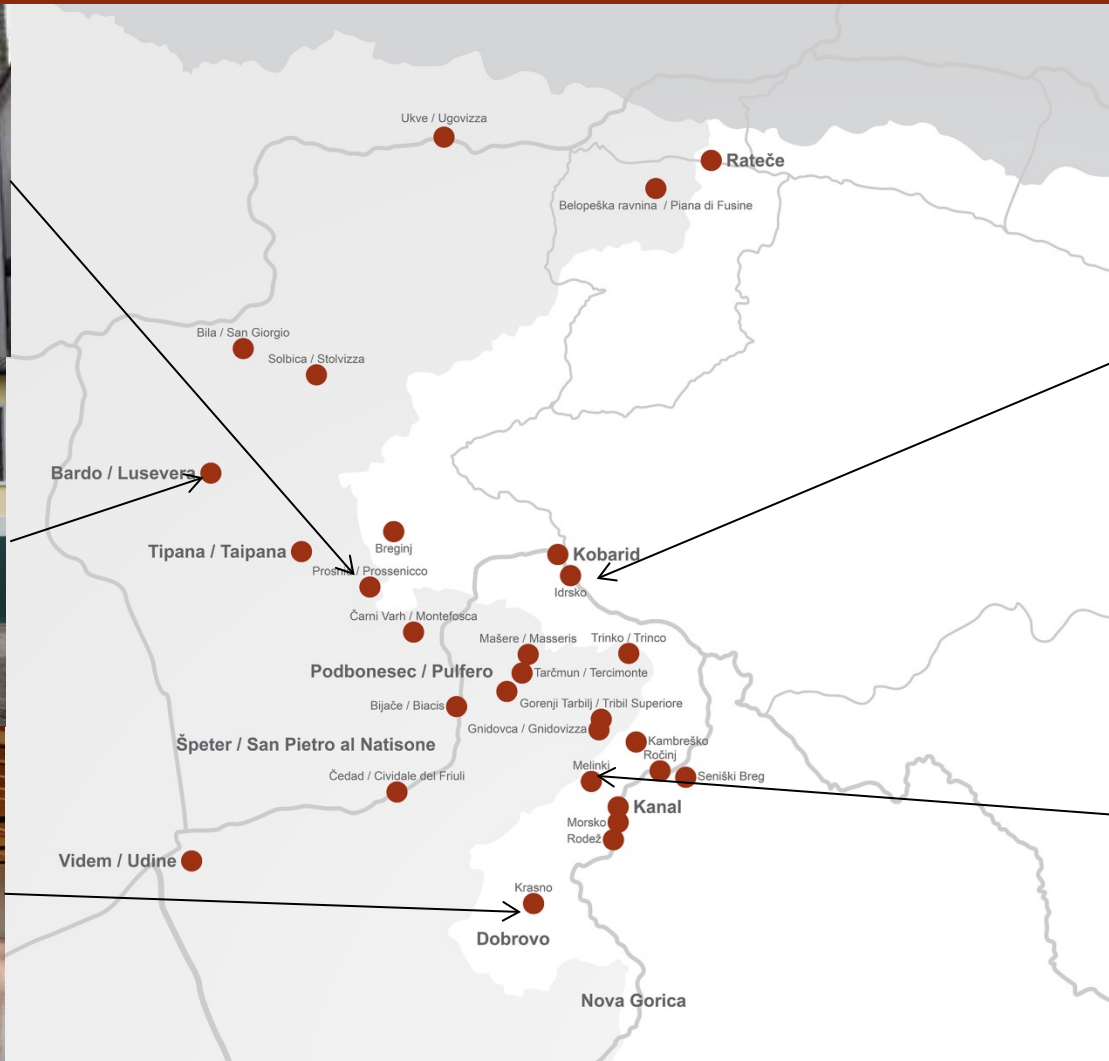 Ukve / Ugovizza
Rateče
Belopeška ravnina / Piana di Fusine
Bila / San Giorgio
Solbica / Stolvizza
Bardo / Lusevera
Breginj
Tipana / Taipana
Kobarid
Prosnid / Prossenicco
Idrsko
Čarni Varh / Montefosca
Mašere / Masseris
Trinko / Trinco
Podbonesec / Pulfero
Tarčmun / Tercimonte
Bijače / Biacis
Gorenji Tarbilj / Tribil Superiore
Gnidovca / Gnidovizza
Kambreško
Špeter / San Pietro al Natisone
Ročinj
Melinki
Seniški Breg
Čedad / Cividale del Friuli
Kanal
Morsko
Rodež
Videm / Udine
Krasno
Dobrovo
Nova Gorica